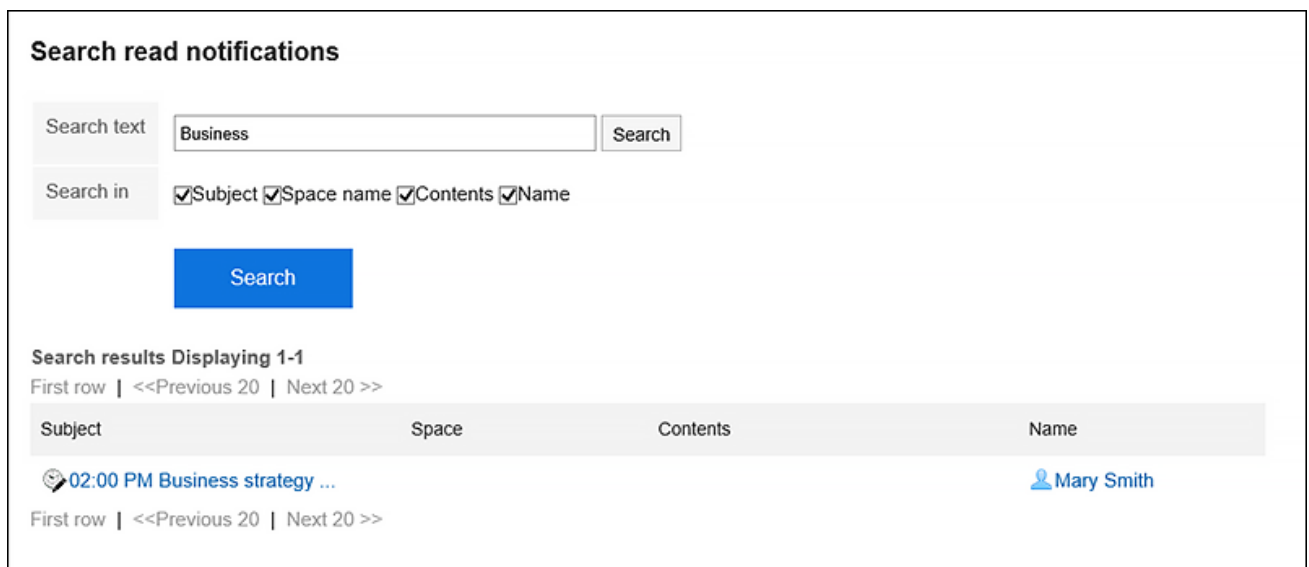 Search read notifications
Search text Business Search
Search in Subject Space name Contents Name
Search
Search results Displaying 1-1
First row | <<Previous 20 | Next 20 >>
Subject Space Contents Name
02:00 PM Business strategy ... Mary Smith
First row | <<Previous 20 | Next 20 >>